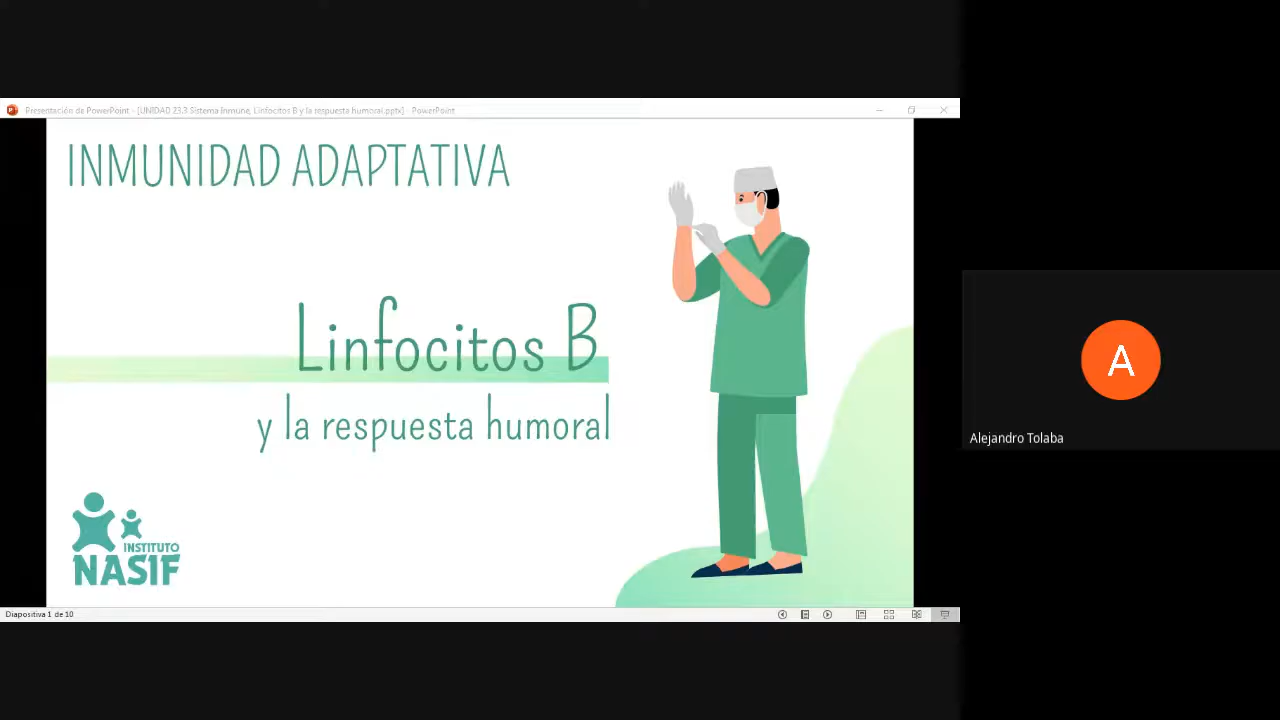 Presentación de PowerPoint - [UNIDAD 23.3 Sistema Inmune, Linfocitos B y la respuesta humoral.pptx] - PowerPoint
INMUNIDAD ADAPTATIVA
Linfocitos B
y la respuesta humoral
INSTITUTO
NASIF
Diapositiva 1 de 10
A
Alejandro Tolaba